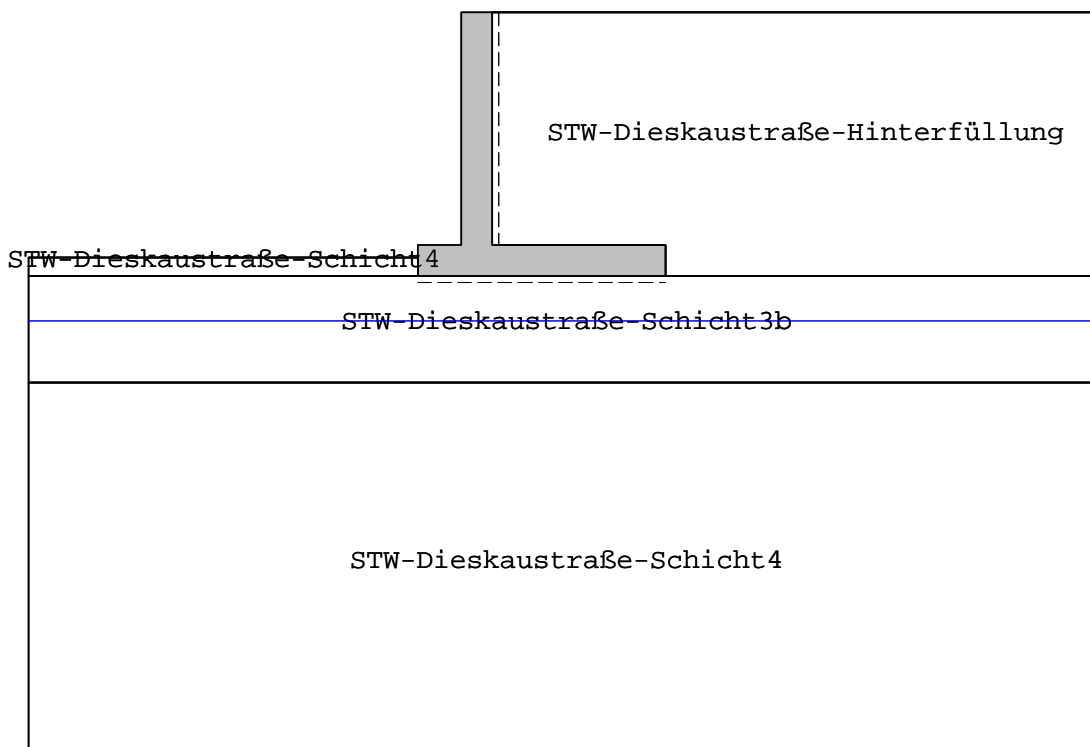 STW-Dieskaustraße-Hinterfüllung
STW-Dieskaustraße-Schicht4
STW-Dieskaustraße-Schicht3b
STW-Dieskaustraße-Schicht4